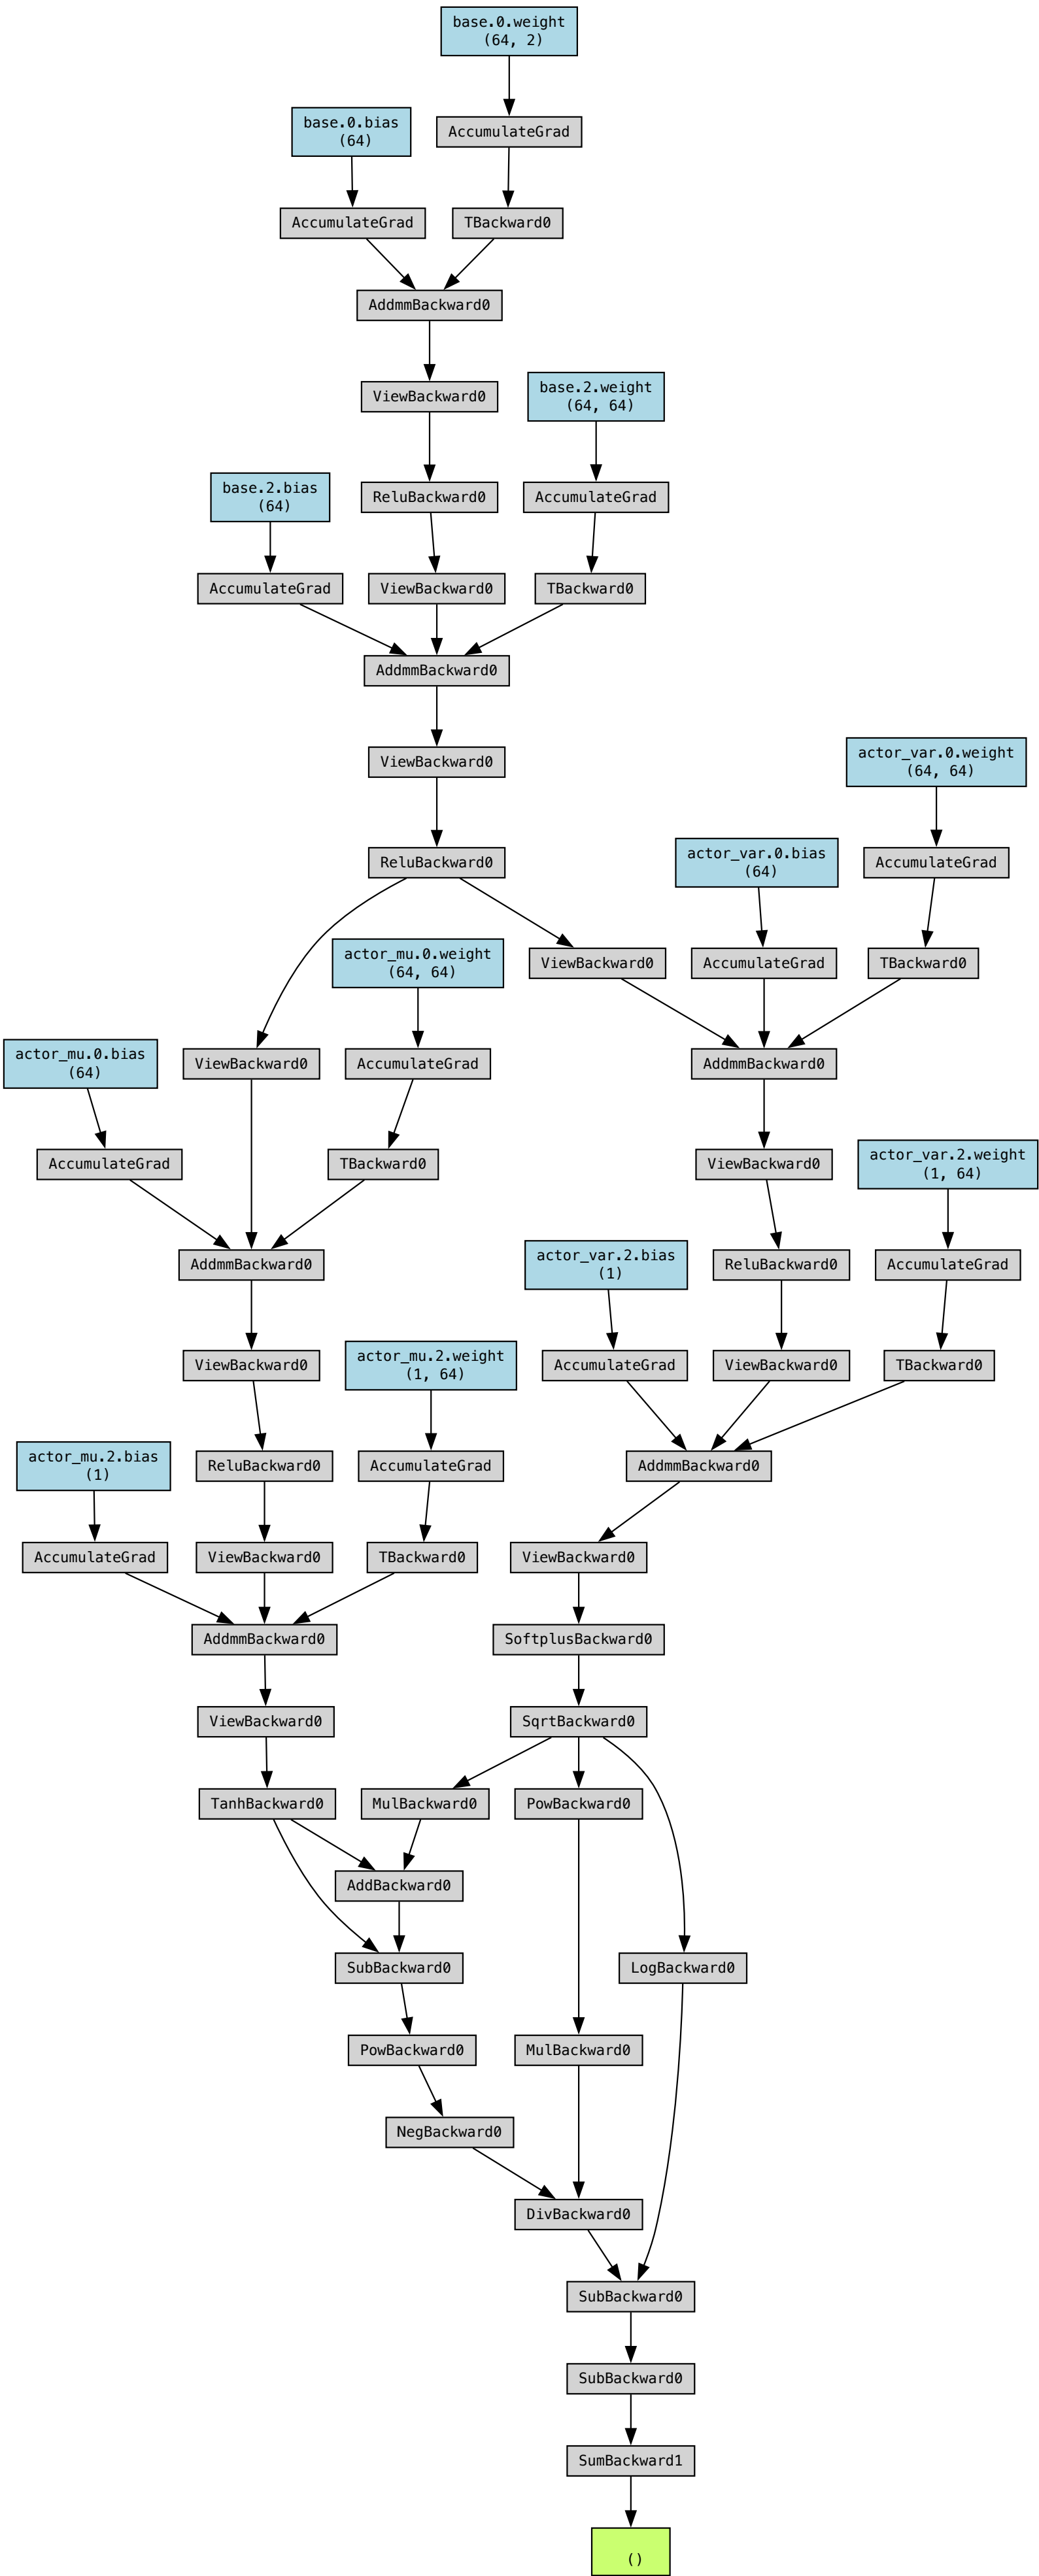 base.0.weight
(64, 2)
base.0.bias
(64)
AccumulateGrad
AccumulateGrad
TBackward0
AddmmBackward0
ViewBackward0
base.2.weight
(64, 64)
base.2.bias
(64)
ReluBackward0
AccumulateGrad
AccumulateGrad
ViewBackward0
TBackward0
AddmmBackward0
ViewBackward0
actor_var.0.weight
(64, 64)
ReluBackward0
actor_var.0.bias
(64)
AccumulateGrad
actor_mu.0.weight
(64, 64)
ViewBackward0
AccumulateGrad
TBackward0
actor_mu.0.bias
(64)
ViewBackward0
AccumulateGrad
AddmmBackward0
AccumulateGrad
TBackward0
ViewBackward0
actor_var.2.weight
(1, 64)
AddmmBackward0
actor_var.2.bias
(1)
ReluBackward0
AccumulateGrad
ViewBackward0
actor_mu.2.weight
(1, 64)
AccumulateGrad
ViewBackward0
TBackward0
actor_mu.2.bias
(1)
ReluBackward0
AccumulateGrad
AddmmBackward0
AccumulateGrad
ViewBackward0
TBackward0
ViewBackward0
AddmmBackward0
SoftplusBackward0
ViewBackward0
SqrtBackward0
TanhBackward0
MulBackward0
PowBackward0
AddBackward0
SubBackward0
LogBackward0
PowBackward0
MulBackward0
NegBackward0
DivBackward0
SubBackward0
SubBackward0
SumBackward1
()